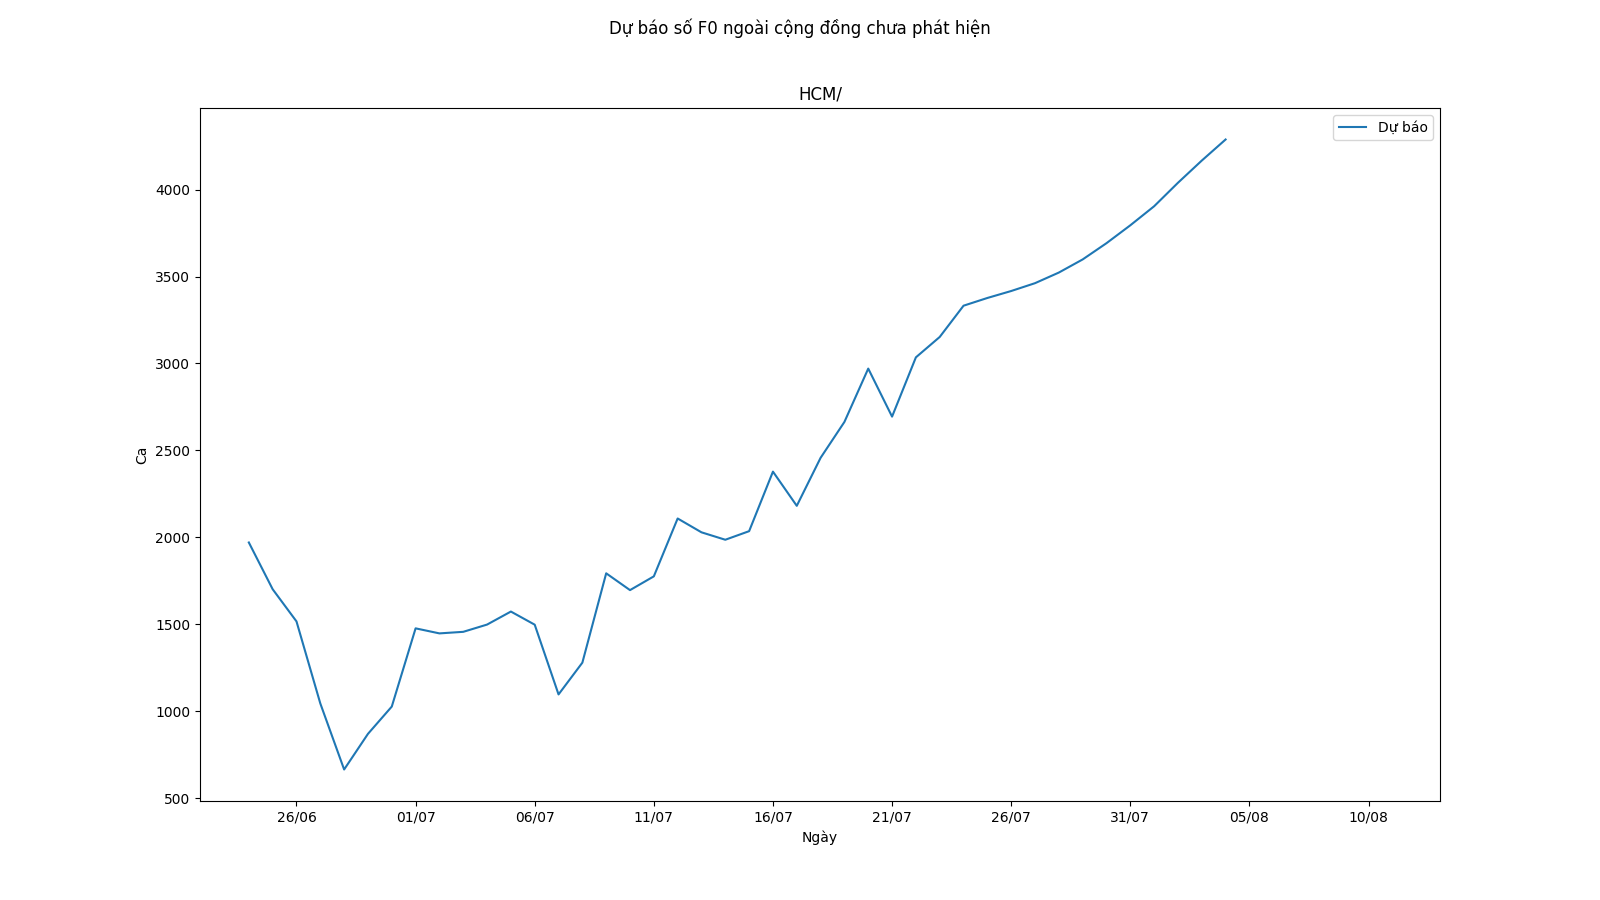 Dự báo số F0 ngoài cộng đồng chưa phát hiện
HCM/
Dự báo
4000
3500
3000
2500
2000
1500
1000
500
Ca
26/06 01/07 06/07 11/07 16/07 21/07 26/07 31/07 05/08 10/08
Ngày